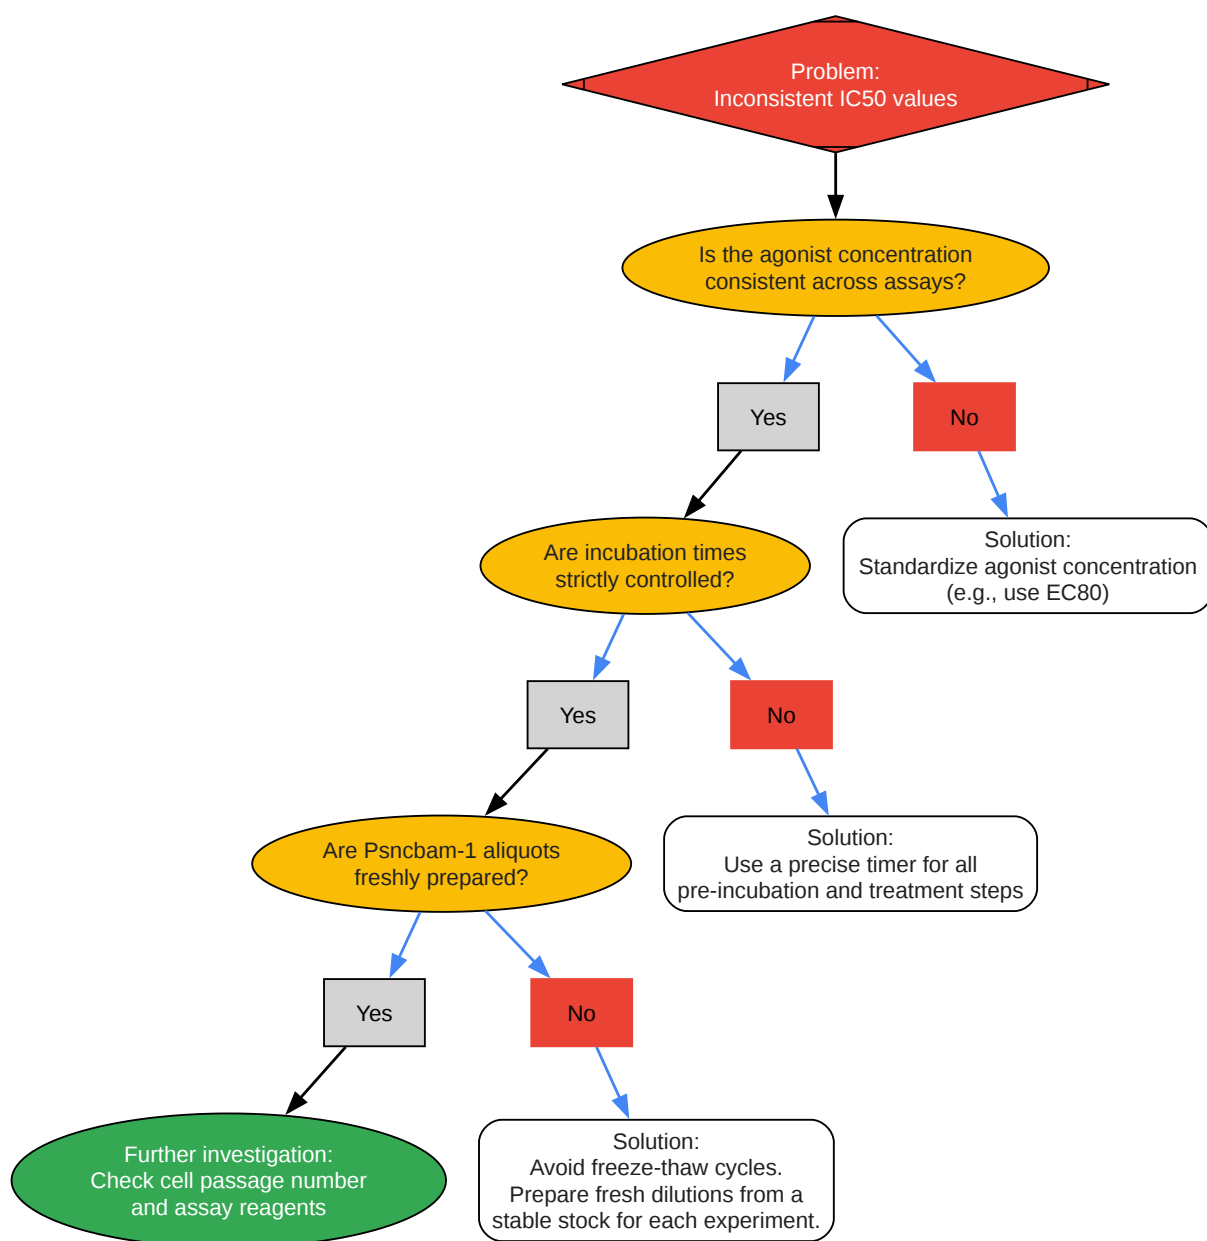 Problem:
Inconsistent IC50 values
Is the agonist concentration
consistent across assays?
Yes
No
Are incubation times
strictly controlled?
Solution:
Standardize agonist concentration
(e.g., use EC80)
Yes
No
Are Psncbam-1 aliquots
freshly prepared?
Solution:
Use a precise timer for all
pre-incubation and treatment steps
Yes
No
Further investigation:
Check cell passage number
and assay reagents
Solution:
Avoid freeze-thaw cycles.
Prepare fresh dilutions from a
stable stock for each experiment.